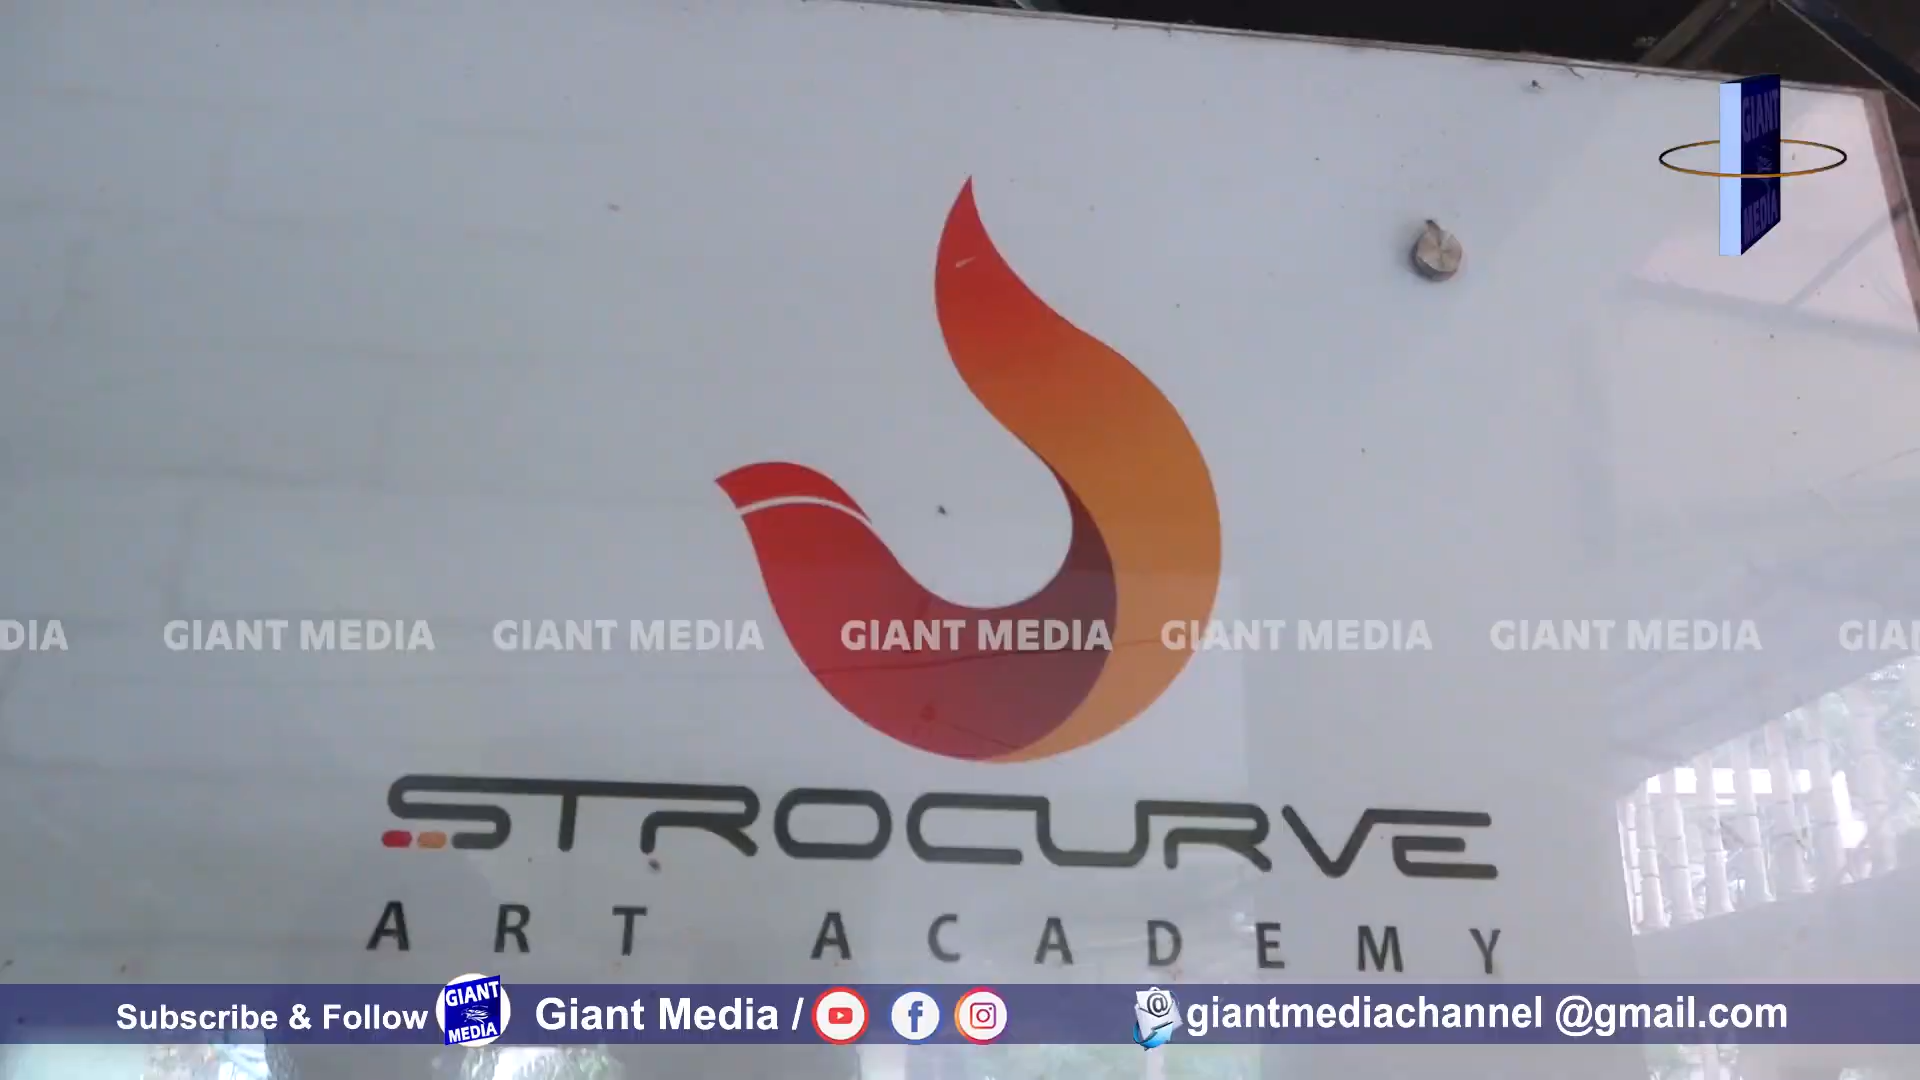 GIANT
MEDIA
DIA GIANT MEDIA GIANT MEDIA GIANT MEDIA GIANT MEDIA GIANT MEDIA GIAN
STROCURVE
ART ACADEMY
Subscribe & Follow GIANT MEDIA Giant Media / giantmediachannel @gmail.com